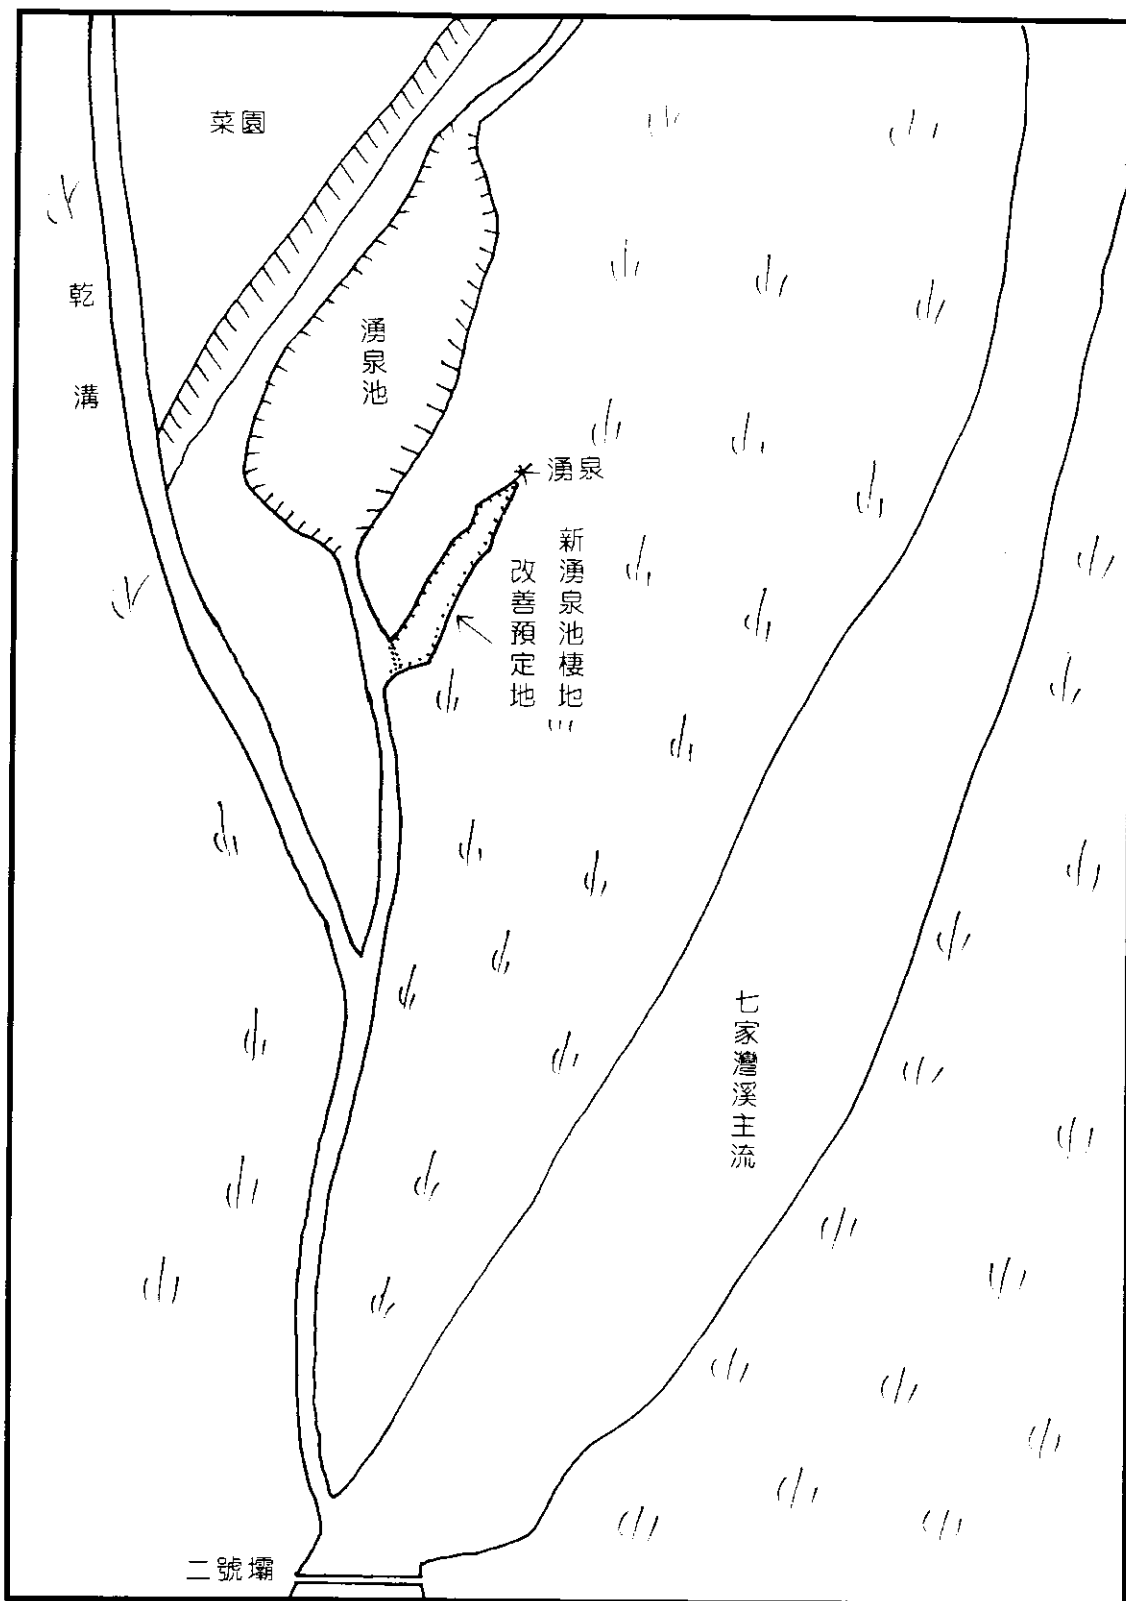 菜園
乾溝
湧泉池
湧泉
新湧泉池棲地
改善預定地
七家灣溪主流
二號壩